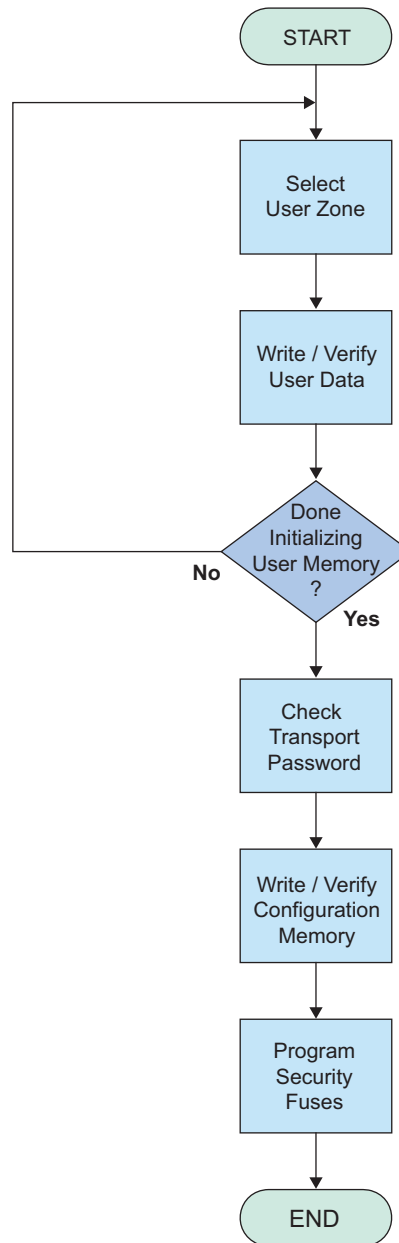 START
Select
User Zone
Write / Verify
User Data
Done
Initializing
User Memory
?
No
Yes
Check
Transport
Password
Write / Verify
Configuration
Memory
Program
Security
Fuses
END